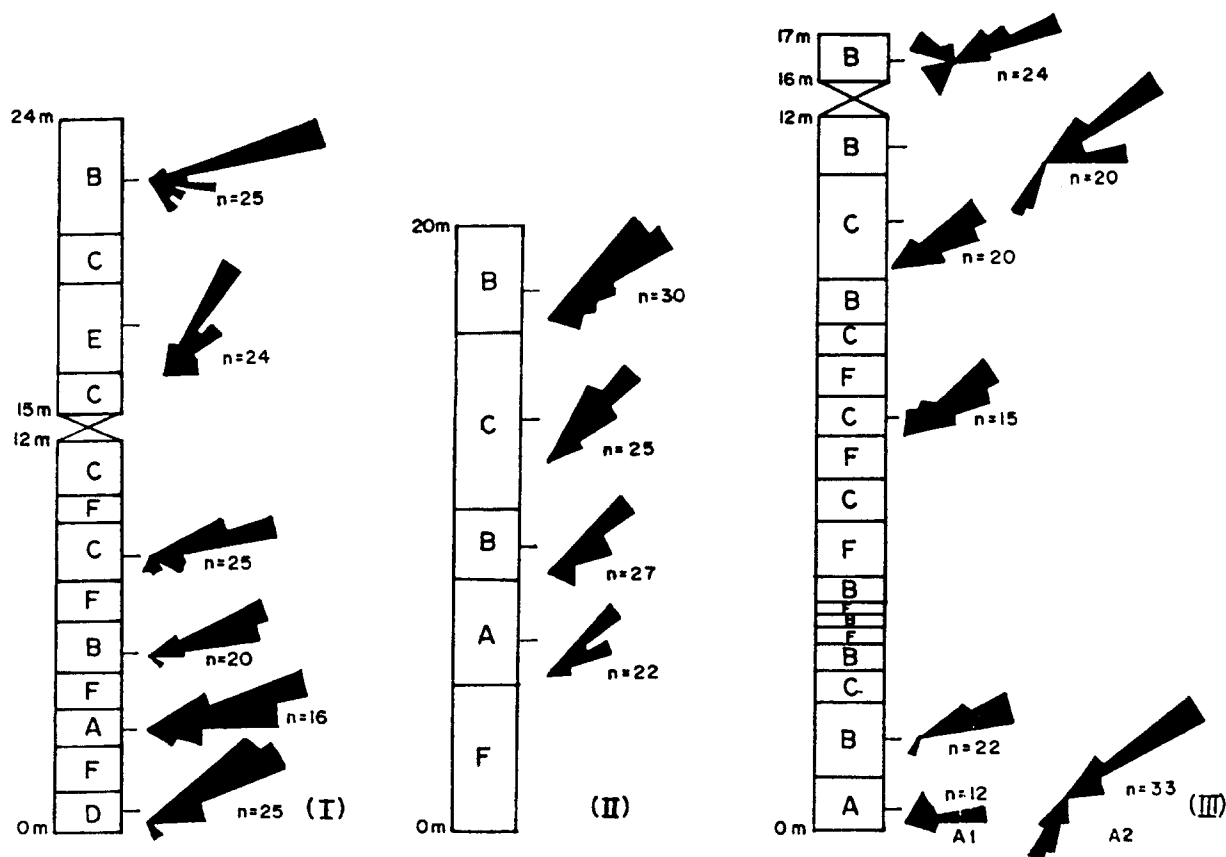 24m
B
n=25
C
E
n=24
C
15m
12m
C
F
C
n=25
F
B
n=20
F
A
n=16
F
D
n=25
0m
(I)
20m
B
n=30
C
n=25
B
n=27
A
n=22
F
0m
(II)
17m
B
n=24
16m
12m
B
n=20
C
n=20
B
C
F
C
n=15
F
C
F
B
F
B
F
B
C
B
n=22
A
n=12
A1
n=33
A2
0m
(III)